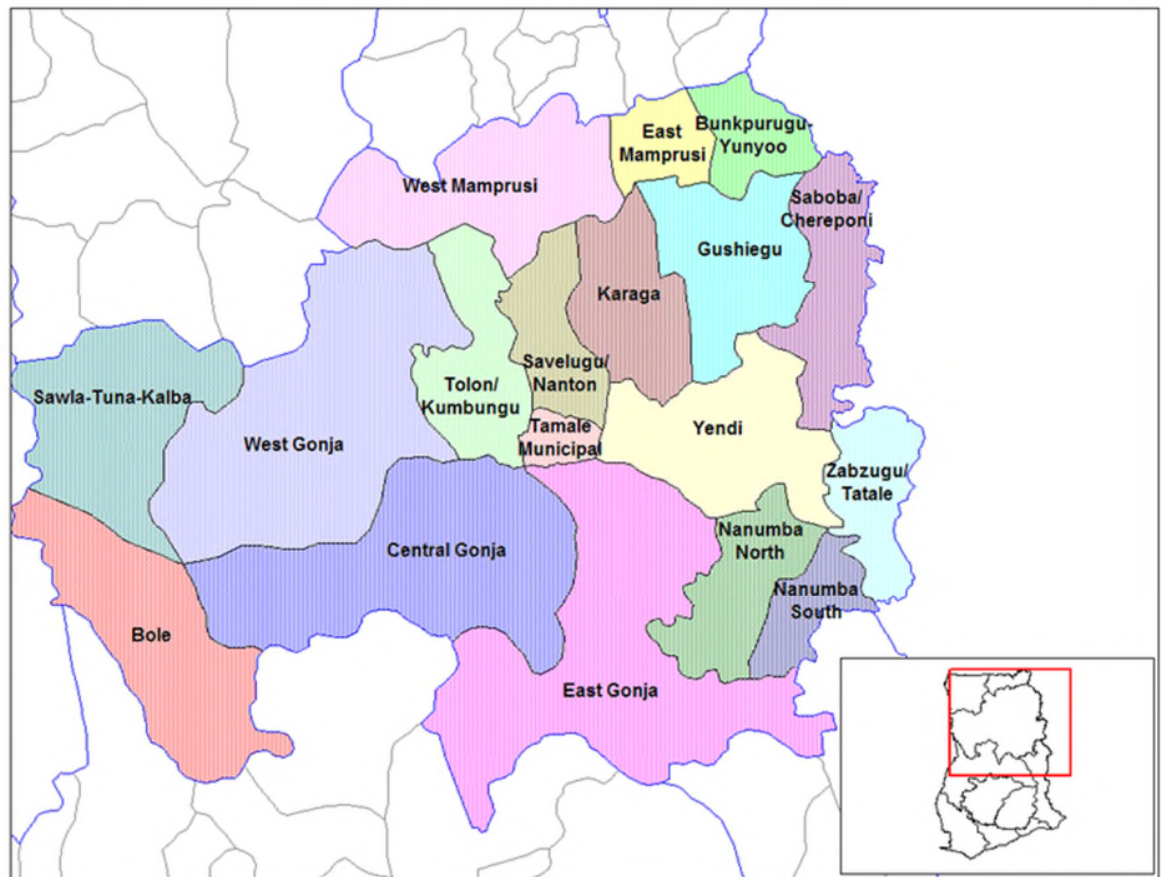 Bunkpurugu-
Yunyoo
East
Mamprusi
West Mamprusi
Saboba/
Chereponi
Gushiegu
Karaga
Savelugu/
Nanton
Tolon/
Kumbungu
Sawla-Tuna-Kalba
West Gonja
Tamale
Municipal
Yendi
Zabzugu/
Tatale
Nanumba
North
Central Gonja
Nanumba
South
Bole
East Gonja